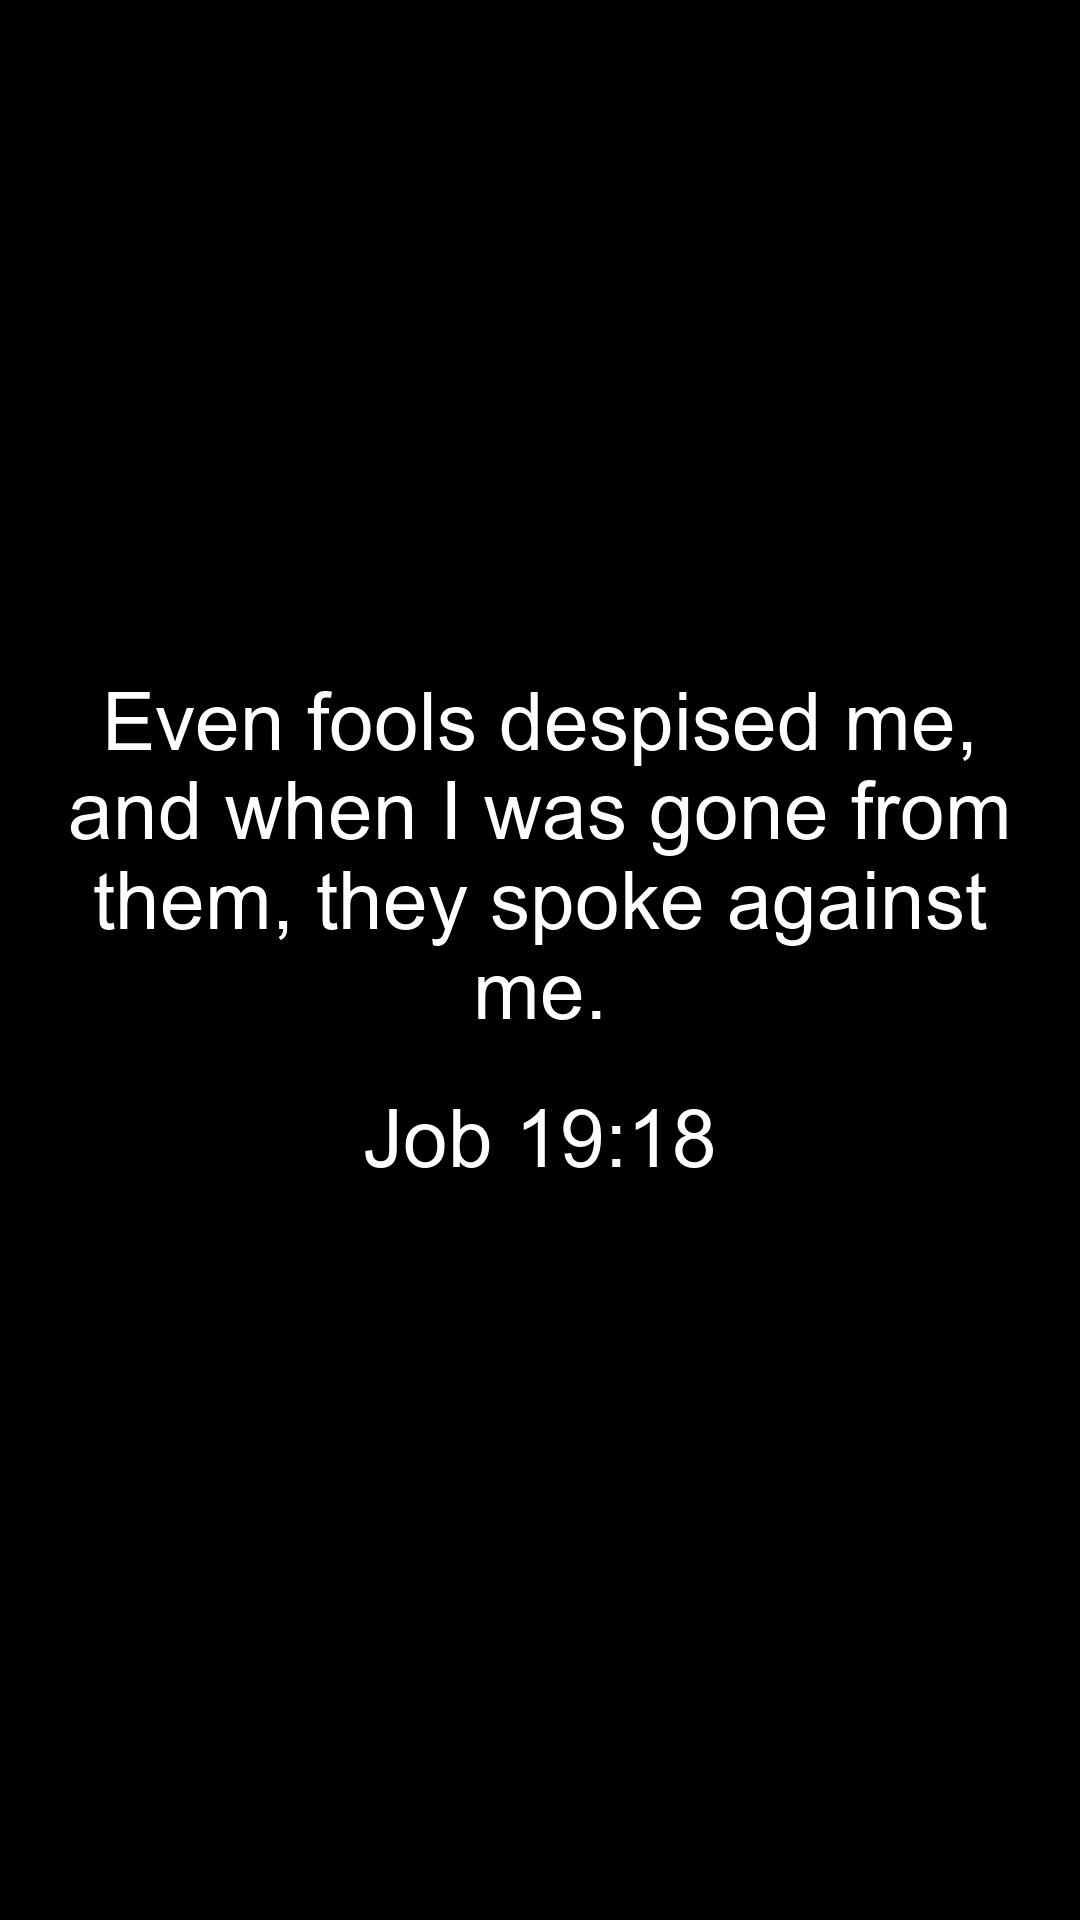 Even fools despised me,
and when I was gone from
them, they spoke against
me.
Job 19:18